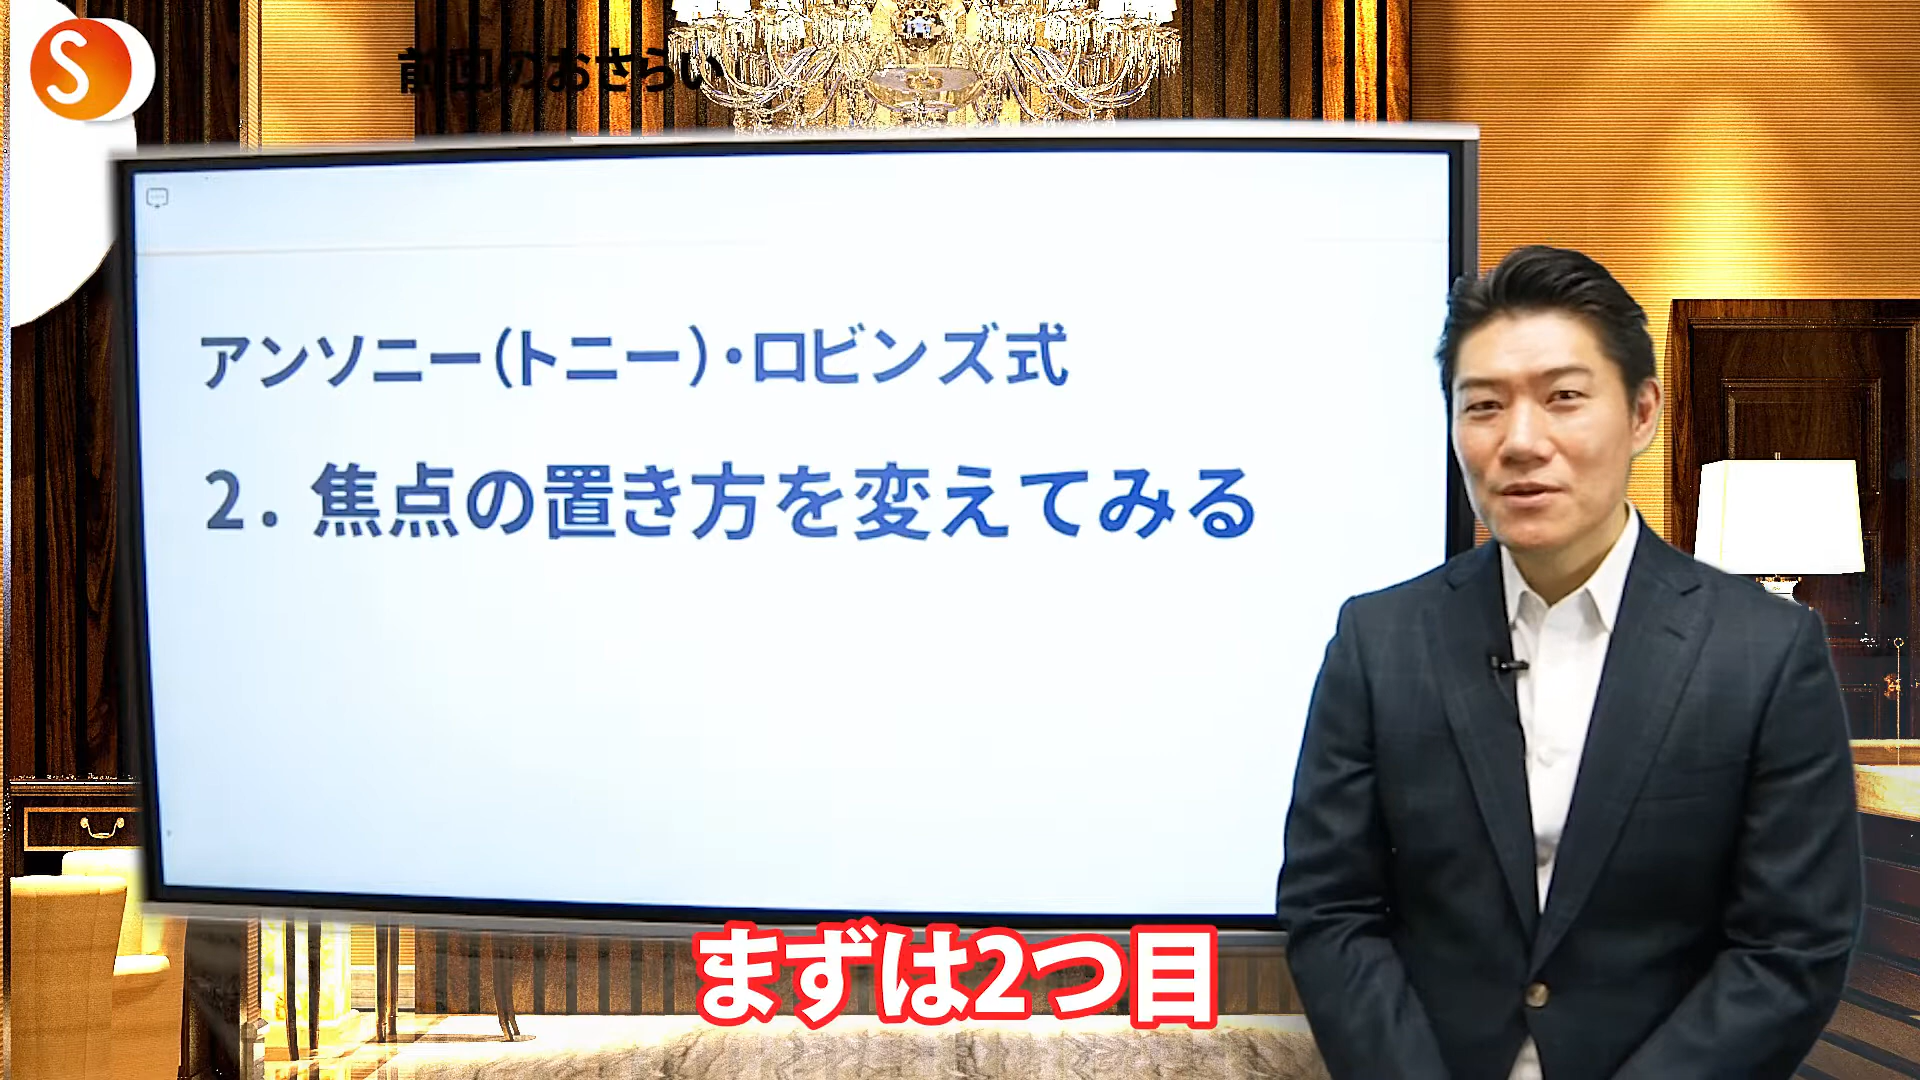 S
前回のおさらい
アンソニー(トニー)・ロビンズ式
2. 焦点の置き方を変えてみる
まずは2つ目